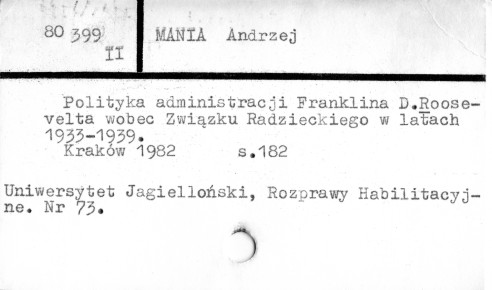 80 399
II
MANIA Andrzej
Polityka administracji Franklina D.Roose-
velta wobec Związku Radzieckiego w latach
1933-1939.
Kraków 1982 s.182
Uniwersytet Jagielloński, Rozprawy Habilitacyj-
ne. Nr 73.